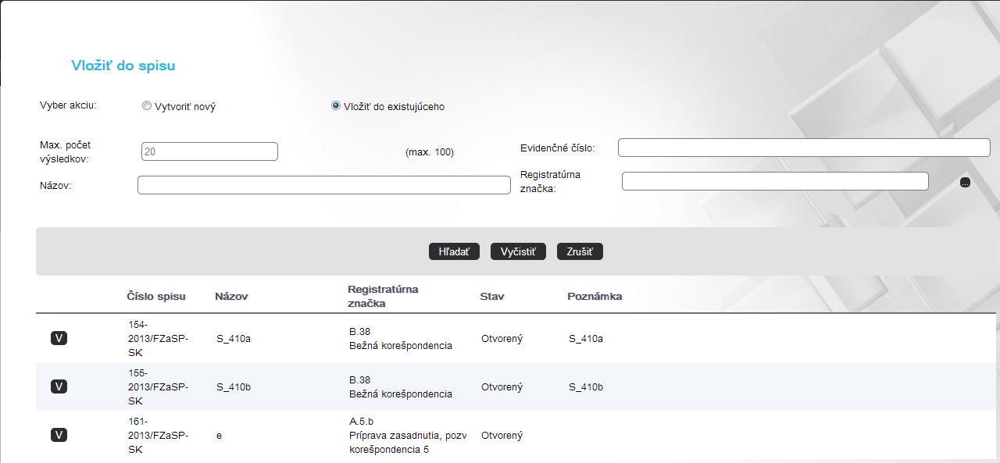 Vložiť do spisu
Vyber akciu:
Vytvoriť nový
Vložiť do existujúceho
Max. počet
výsledkov:
20
(max. 100)
Evidenčné číslo:
Názov:
Registratúrna
značka:
...
Hľadať
Vyčistiť
Zrušiť
Číslo spisu
Názov
Registratúrna
značka
Stav
Poznámka
V
154-
2013/FZaSP-
SK
S_410a
B.38
Bežná korešpondencia
Otvorený
S_410a
V
155-
2013/FZaSP-
SK
S_410b
B.38
Bežná korešpondencia
Otvorený
S_410b
V
161-
2013/FZaSP-
SK
e
A.5.b
Príprava zasadnutia, pozv
korešpondencia 5
Otvorený